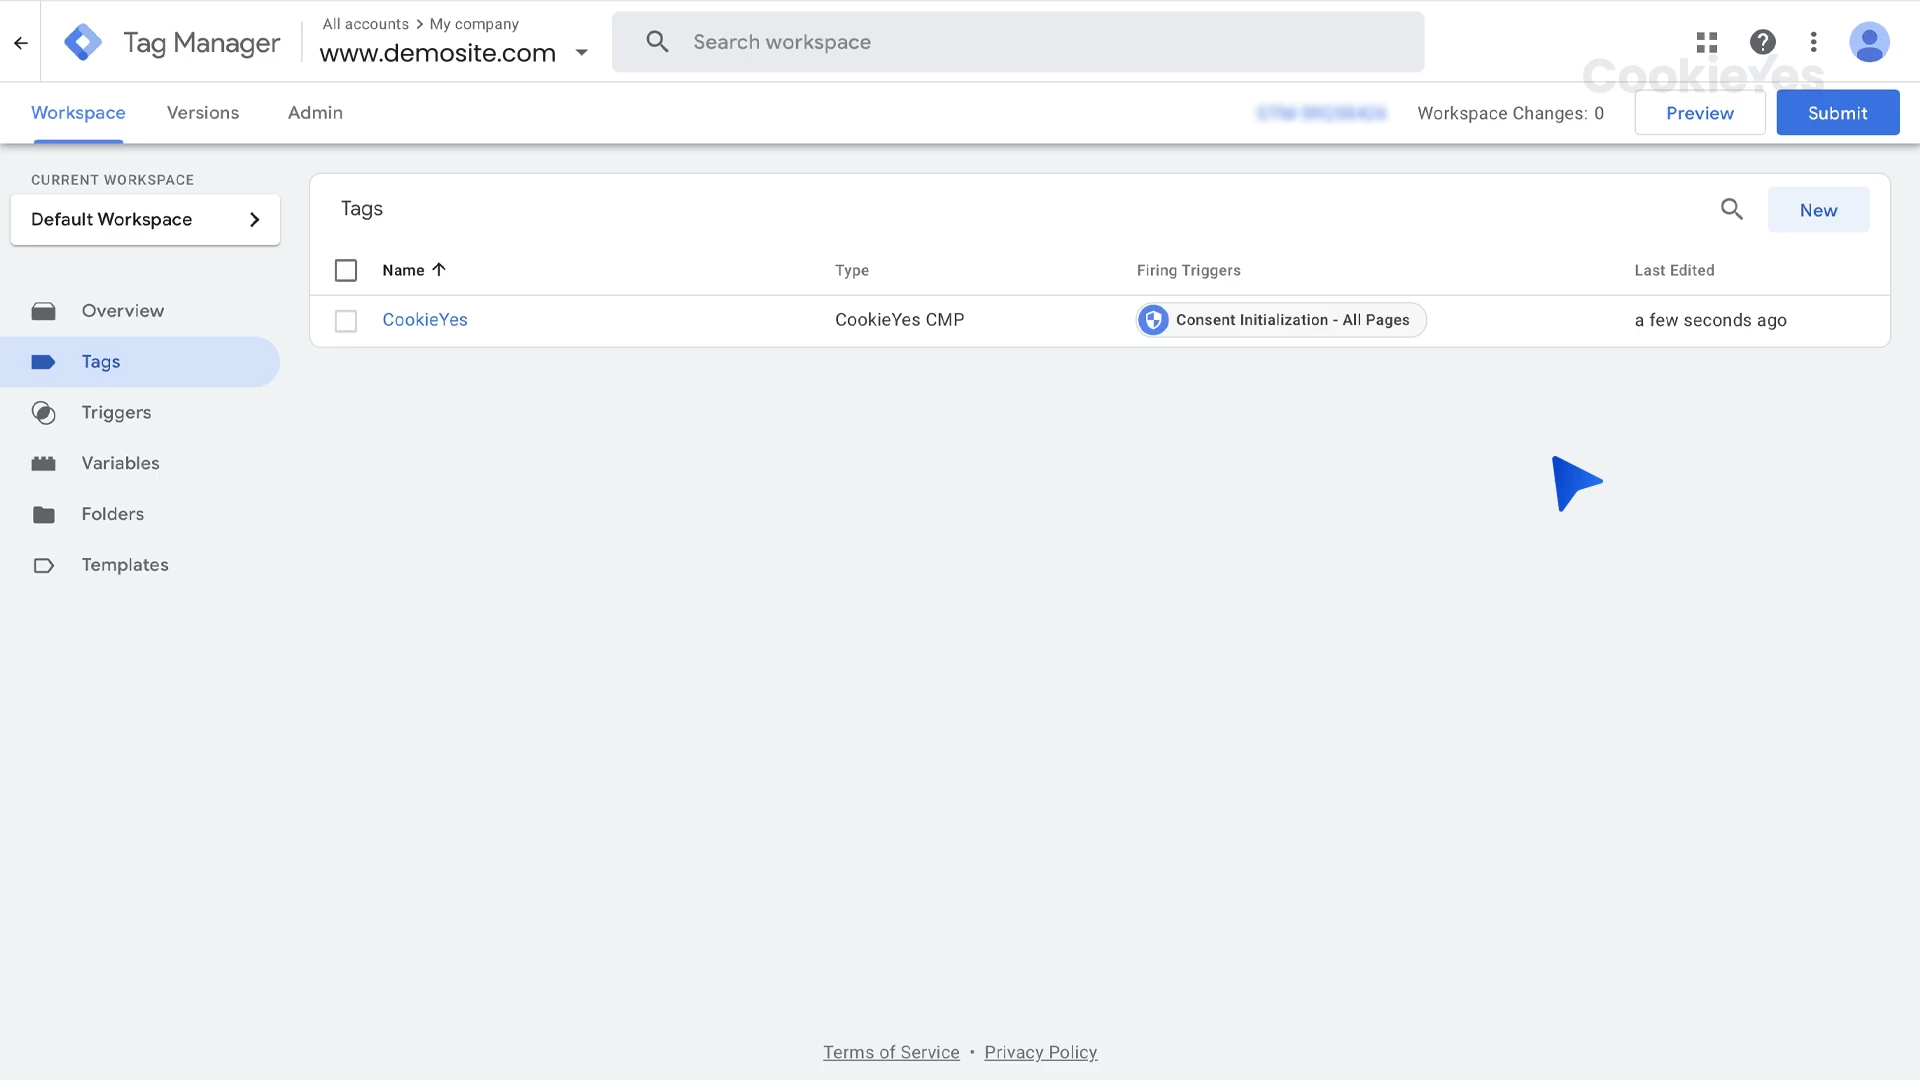 All accounts > My company
Tag Manager
www.demosite.com
Search workspace
CookieYes
Workspace
Versions
Admin
Workspace Changes: 0
Preview
Submit
CURRENT WORKSPACE
Default Workspace
Overview
Tags
Triggers
Variables
Folders
Templates
Tags
New
Name
Type
Firing Triggers
Last Edited
CookieYes
CookieYes CMP
Consent Initialization - All Pages
a few seconds ago
Terms of Service • Privacy Policy